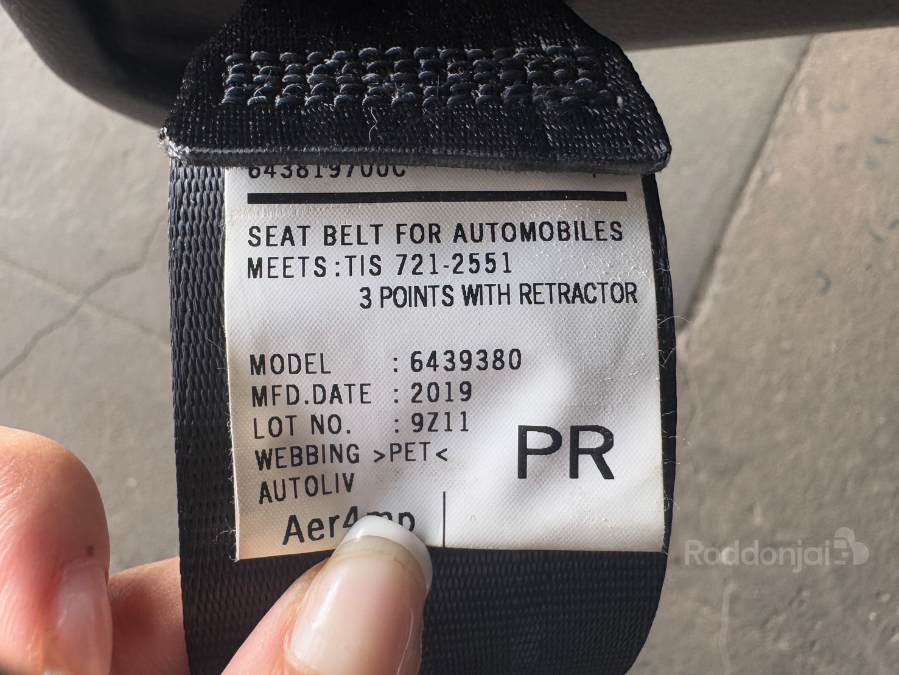 643819700C
SEAT BELT FOR AUTOMOBILES
MEETS:TIS 721-2551
3 POINTS WITH RETRACTOR
MODEL : 6439380
MFD.DATE : 2019
LOT NO. : 9Z11
WEBBING >PET<
PR
AUTOLIV
Roddonjai